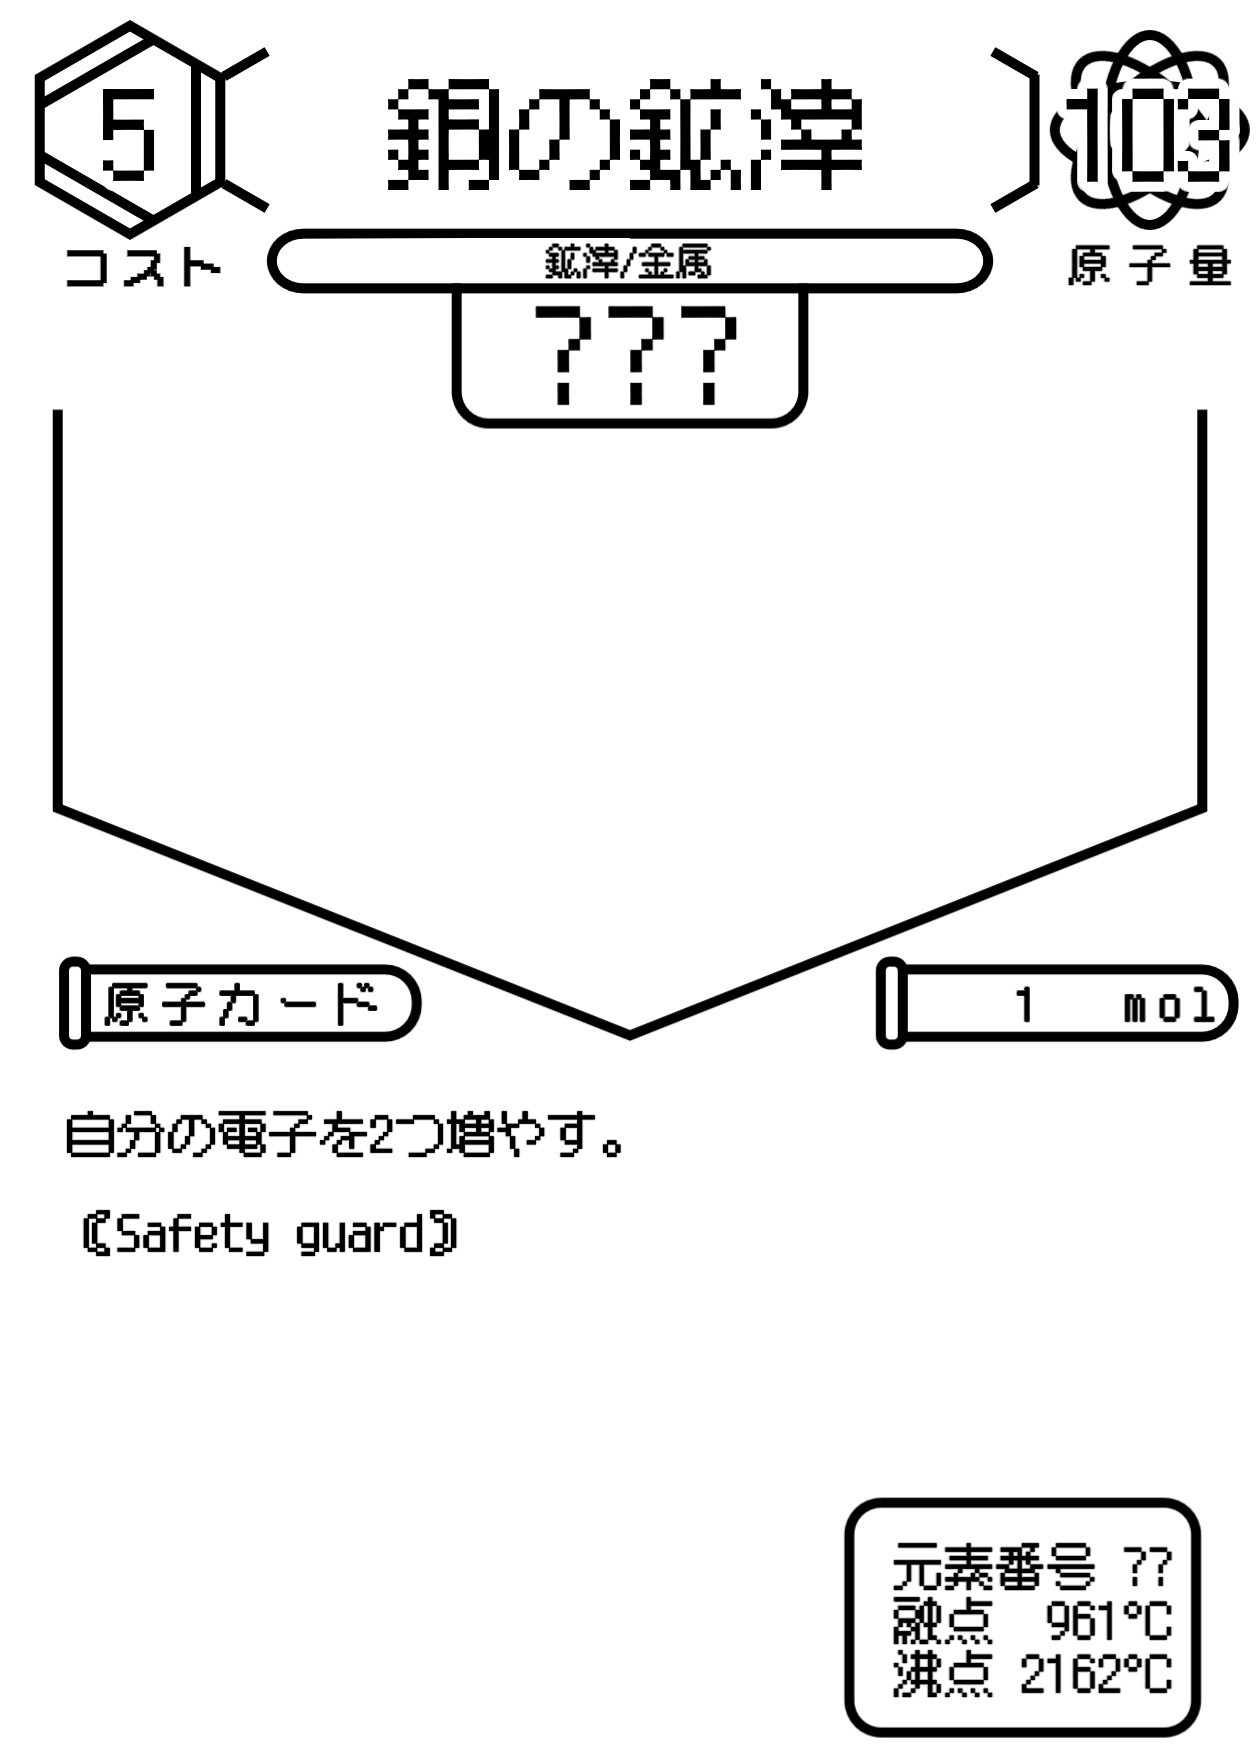 5
銀の鉱滓
103
コスト
鉱滓/金属
原子量
???
原子カード
1 mol
自分の電子を2つ増やす。
⦅Safety guard⦆
元素番号 ??
融点 961℃
沸点 2162℃